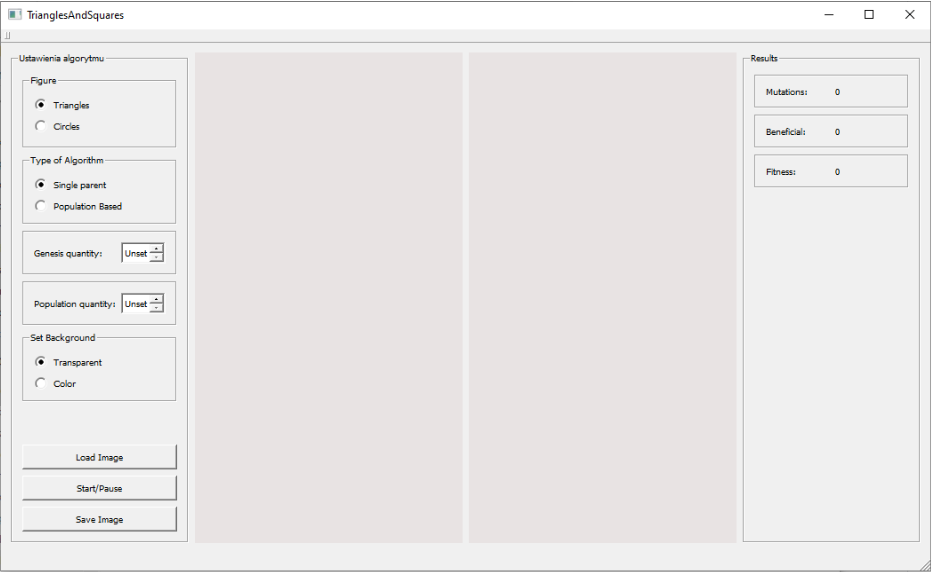 TrianglesAndSquares
Ustawienia algorytmu
Figure
Triangles
Circles
Type of Algorithm
Single parent
Population Based
Genesis quantity: Unset
Population quantity: Unset
Set Background
Transparent
Color
Load Image
Start/Pause
Save Image
Results
Mutations: 0
Beneficial: 0
Fitness: 0